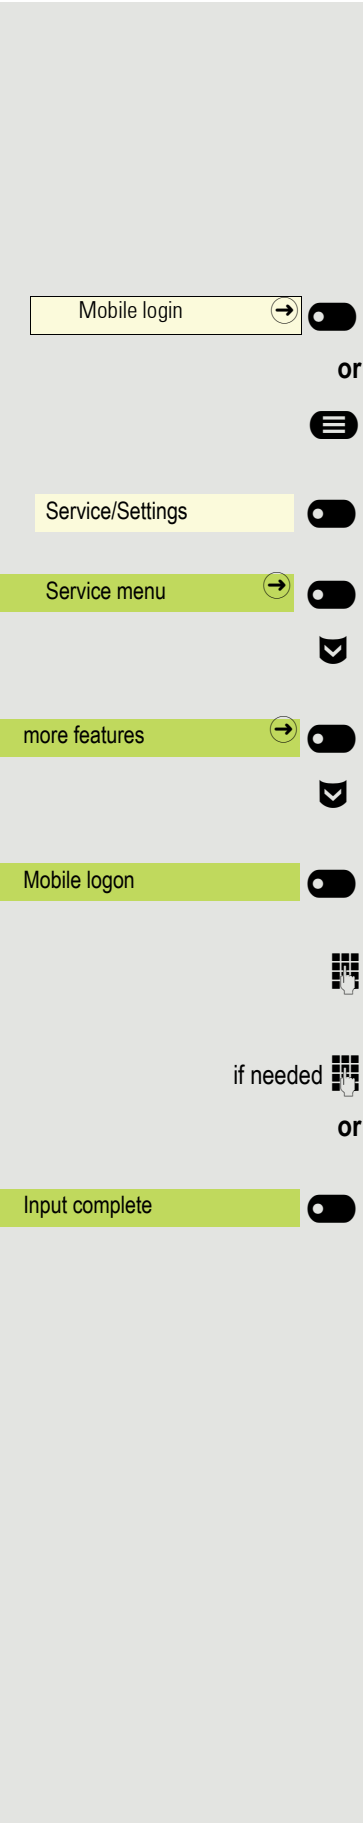 Mobile login
or
Service/Settings
Service menu
more features
Mobile logon
if needed
or
Input complete